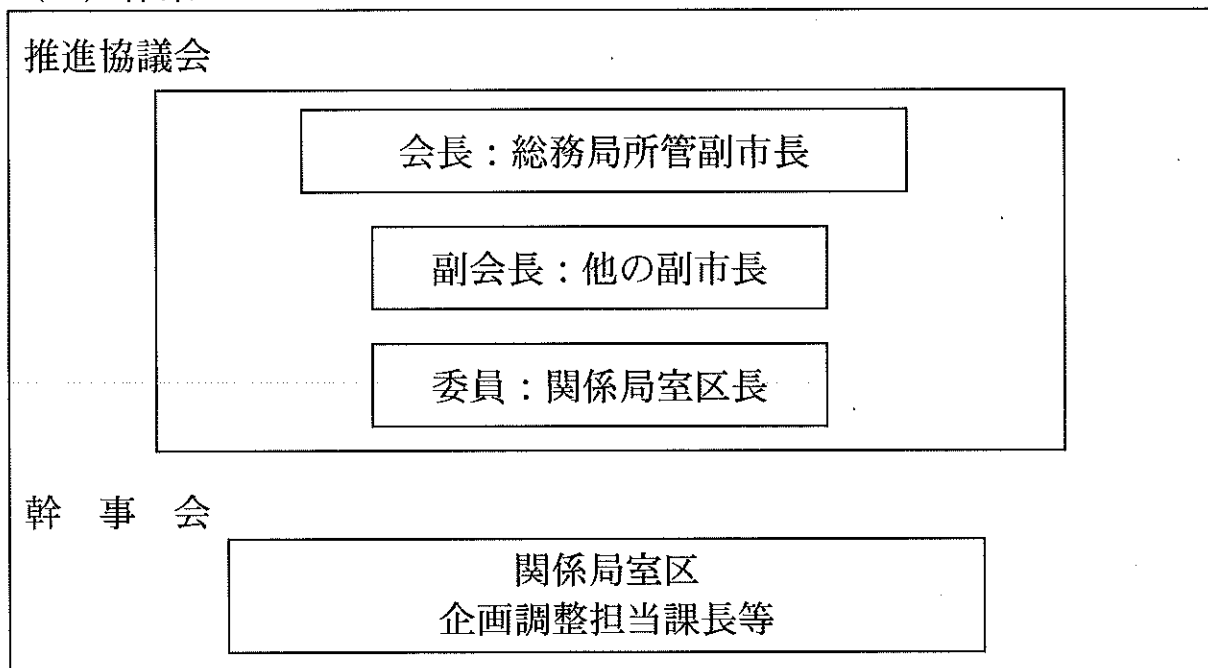 推進協議会
会長：総務局所管副市長
副会長：他の副市長
委員：関係局室区長
幹　事　会
関係局室区
企画調整担当課長等